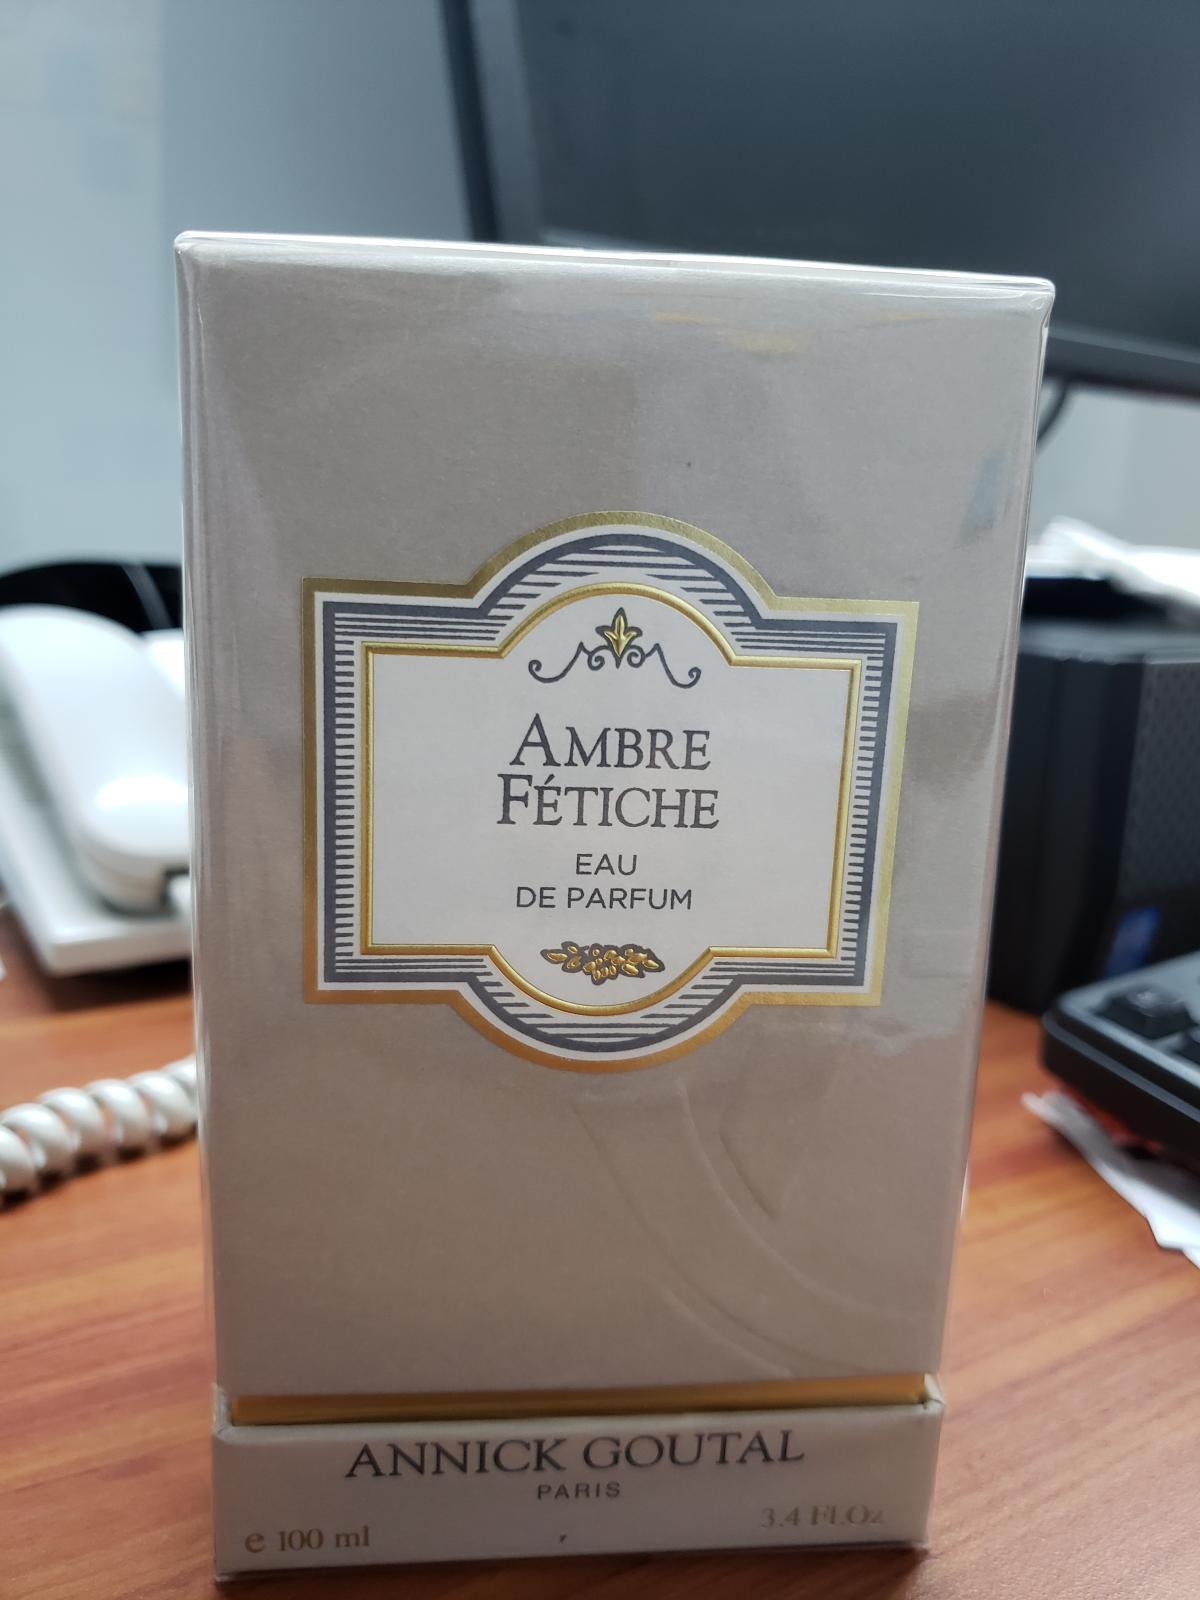 AMBRE
FÉTICHE
EAU
DE PARFUM
ANNICK GOUTAL
PARIS
e 100 ml
3.4 Fl.Oz